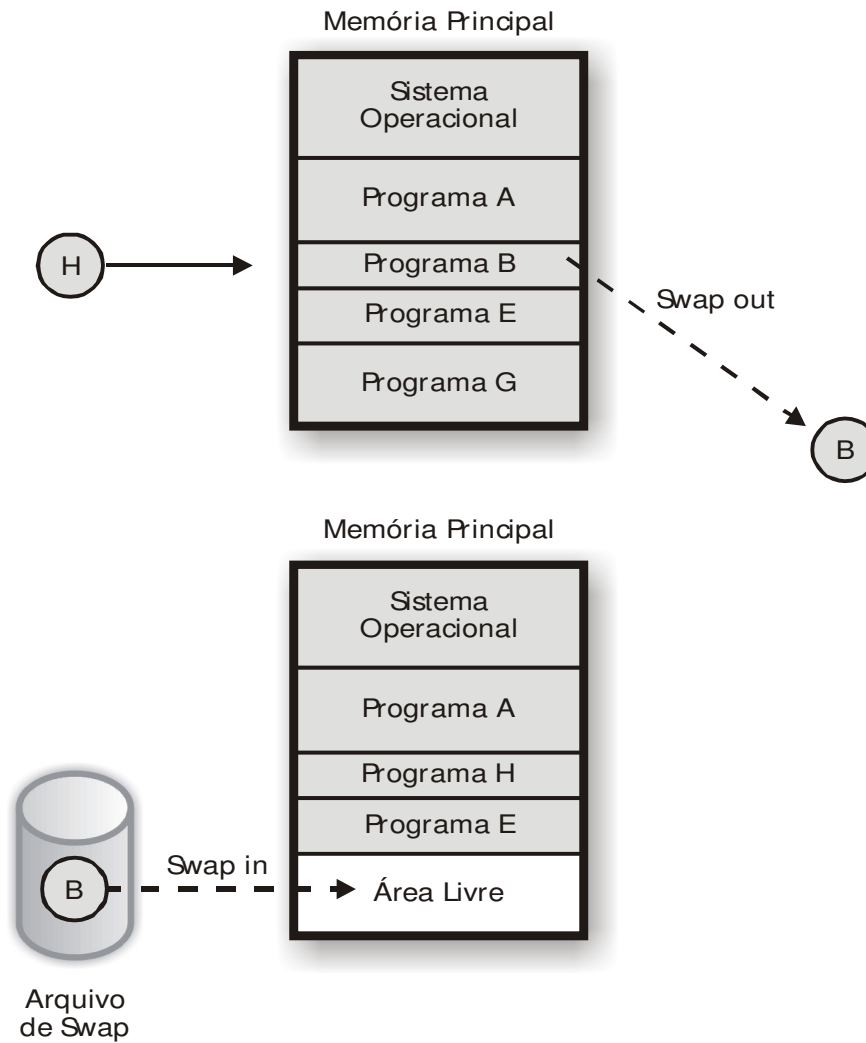 Memória Principal
Sistema
Operacional
Programa A
H
Programa B
Swap out
Programa E
Programa G
B
Memória Principal
Sistema
Operacional
Programa A
Programa H
Programa E
Swap in
B
Área Livre
Arquivo
de Swap